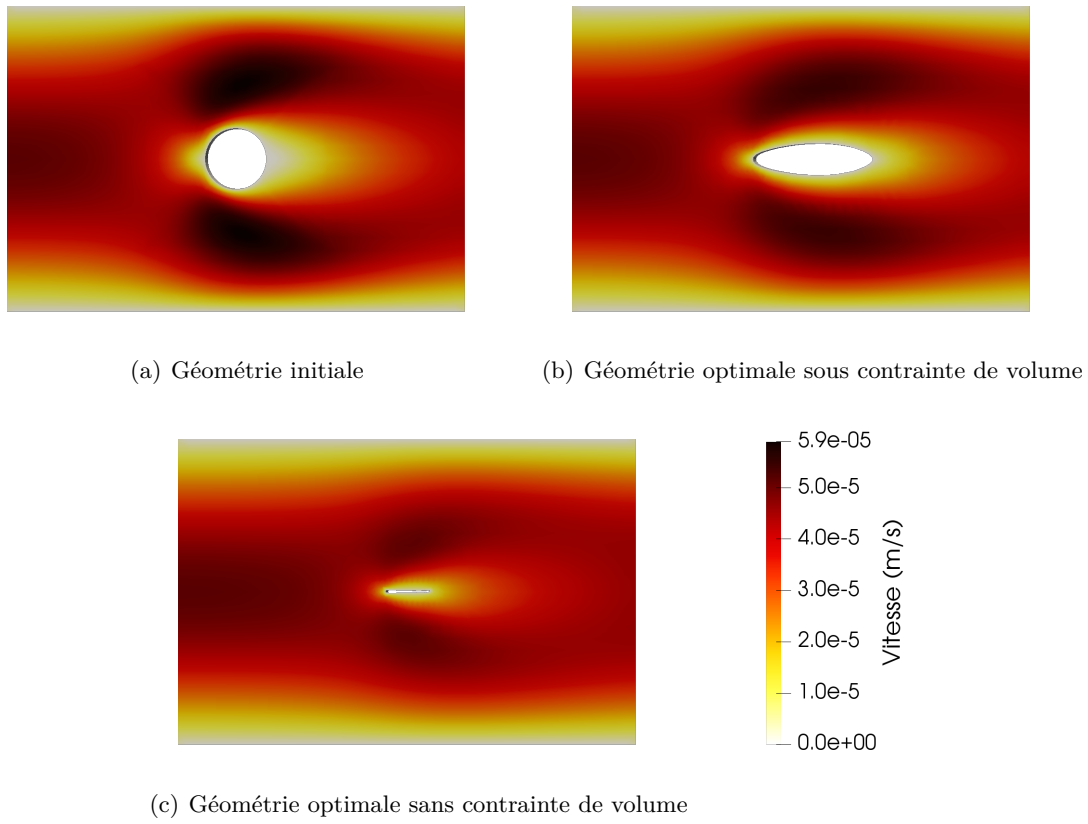 (a) Géométrie initiale
(b) Géométrie optimale sous contrainte de volume
5.9e-05
5.0e-5
4.0e-5
3.0e-5
2.0e-5
1.0e-5
0.0e+00
Vitesse (m/s)
(c) Géométrie optimale sans contrainte de volume